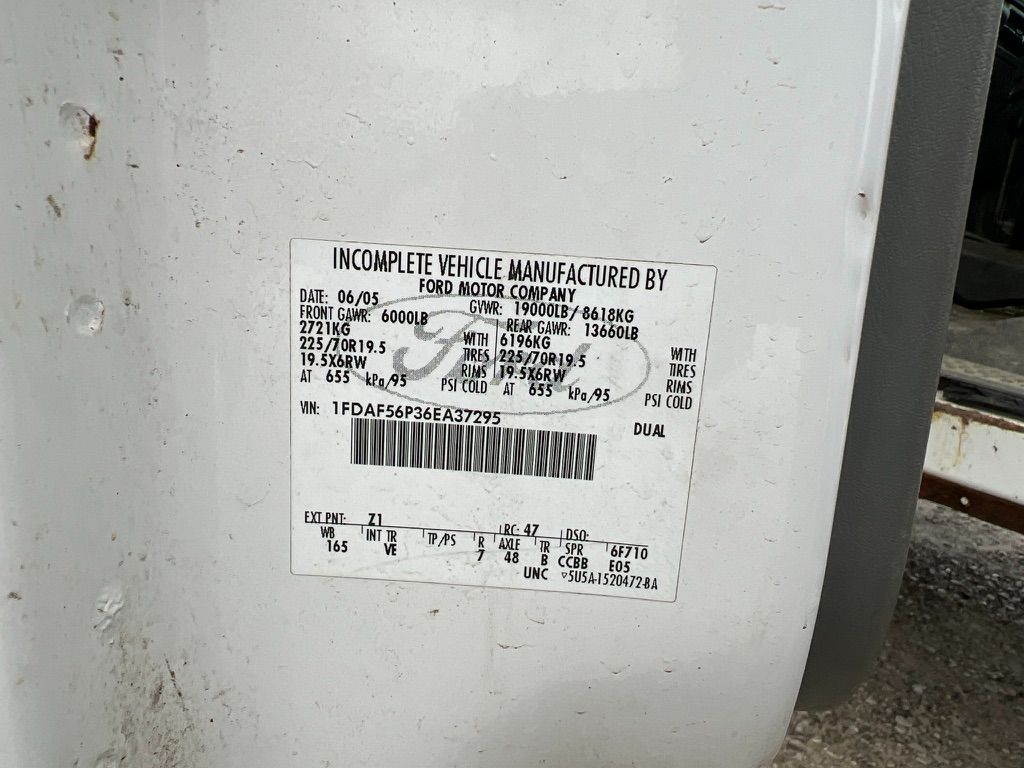 INCOMPLETE VEHICLE MANUFACTURED BY
FORD MOTOR COMPANY
DATE: 06/05 GVWR: 19000LB/8618KG
FRONT GAWR: 6000LB REAR GAWR: 13660LB
2721KG WITH 6196KG WITH
225/70R19.5 TIRES 225/70R19.5 TIRES
19.5X6RW RIMS 19.5X6RW RIMS
AT 655 kPa/95 PSI COLD AT 655 kPa/95 PSI COLD
VIN: 1FDAF56P36EA37295 DUAL
Ford
EXT PNT: Z1 RC: 47 DSO:
WB INT TR TP/PS R AXLE TR SPR 6F710
165 VE 7 48 B CCBB E05
UNC ▿5U5A-1520472-BA